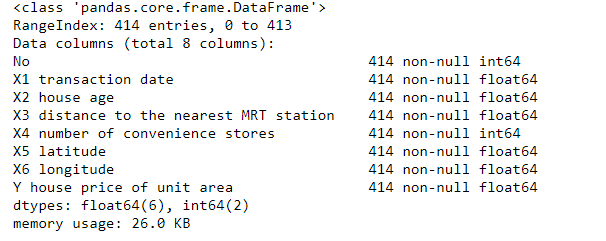 <class 'pandas.core.frame.DataFrame'>
RangeIndex: 414 entries, 0 to 413
Data columns (total 8 columns):
No                                        414 non-null int64
X1 transaction date                       414 non-null float64
X2 house age                              414 non-null float64
X3 distance to the nearest MRT station    414 non-null float64
X4 number of convenience stores           414 non-null int64
X5 latitude                               414 non-null float64
X6 longitude                              414 non-null float64
Y house price of unit area                414 non-null float64
dtypes: float64(6), int64(2)
memory usage: 26.0 KB